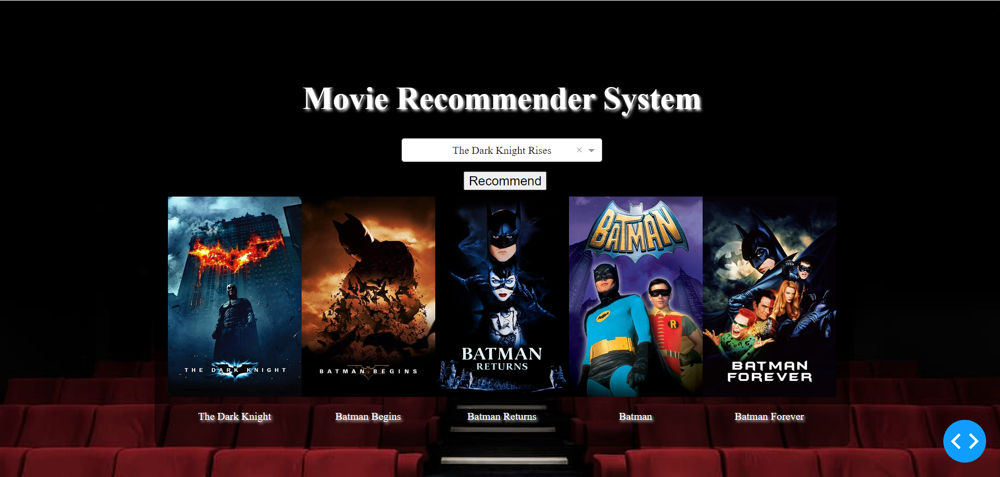 Movie Recommender System
The Dark Knight Rises ×
Recommend
THE DARK KNIGHT
BATMAN BEGINS
BATMAN
RETURNS
BATMAN
R
BATMAN
FOREVER
The Dark Knight
Batman Begins
Batman Returns
Batman
Batman Forever